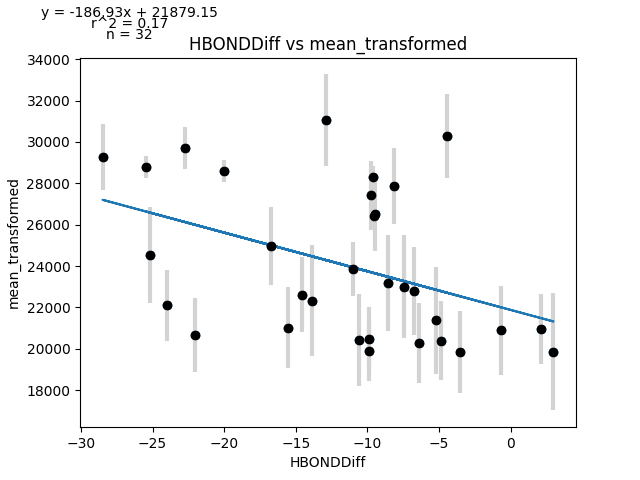 y = -186.93x + 21879.15
r^2 = 0.17
n = 32
HBONDDiff vs mean_transformed
34000
32000
30000
28000
26000
24000
22000
20000
18000
mean_transformed
−30
−25
−20
−15
−10
−5
0
HBONDDiff